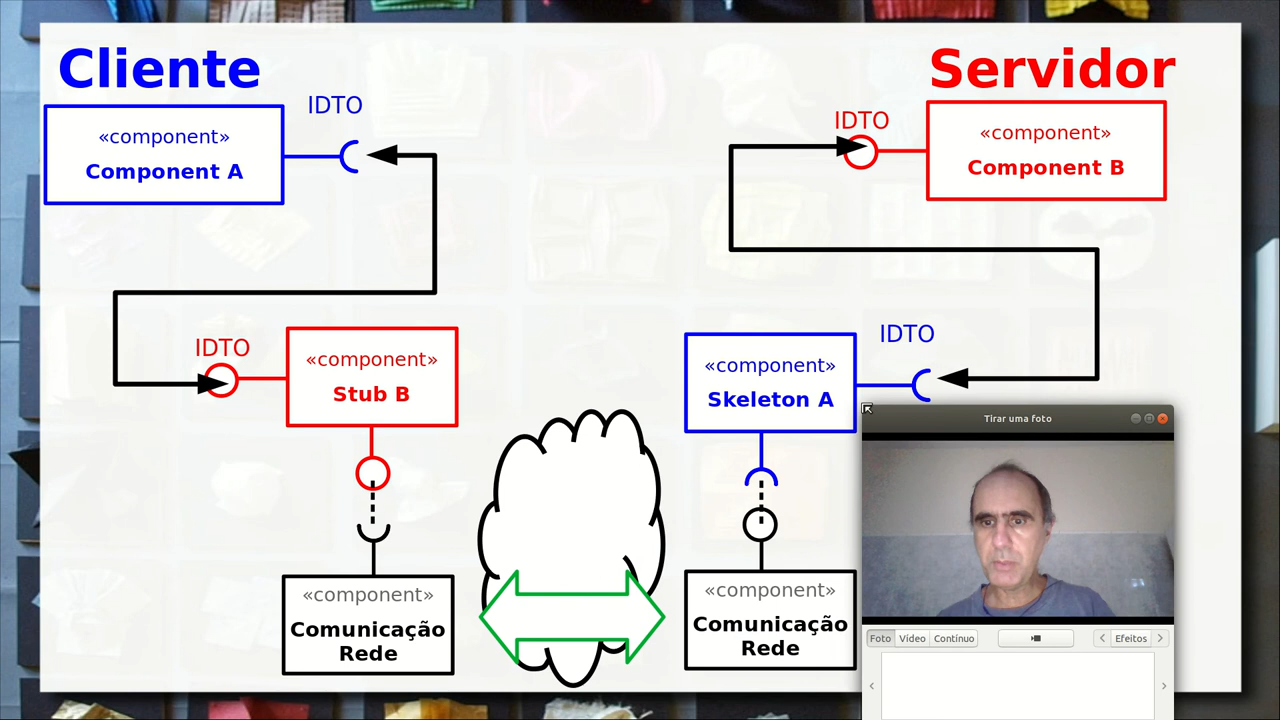 Cliente
Servidor
IDTO
IDTO
«component»
Component A
«component»
Component B
IDTO
IDTO
«component»
Stub B
«component»
Skeleton A
Tirar uma foto
«component»
Comunicação
Rede
«component»
Comunicação
Rede
Foto Vídeo Contínuo
Efeitos